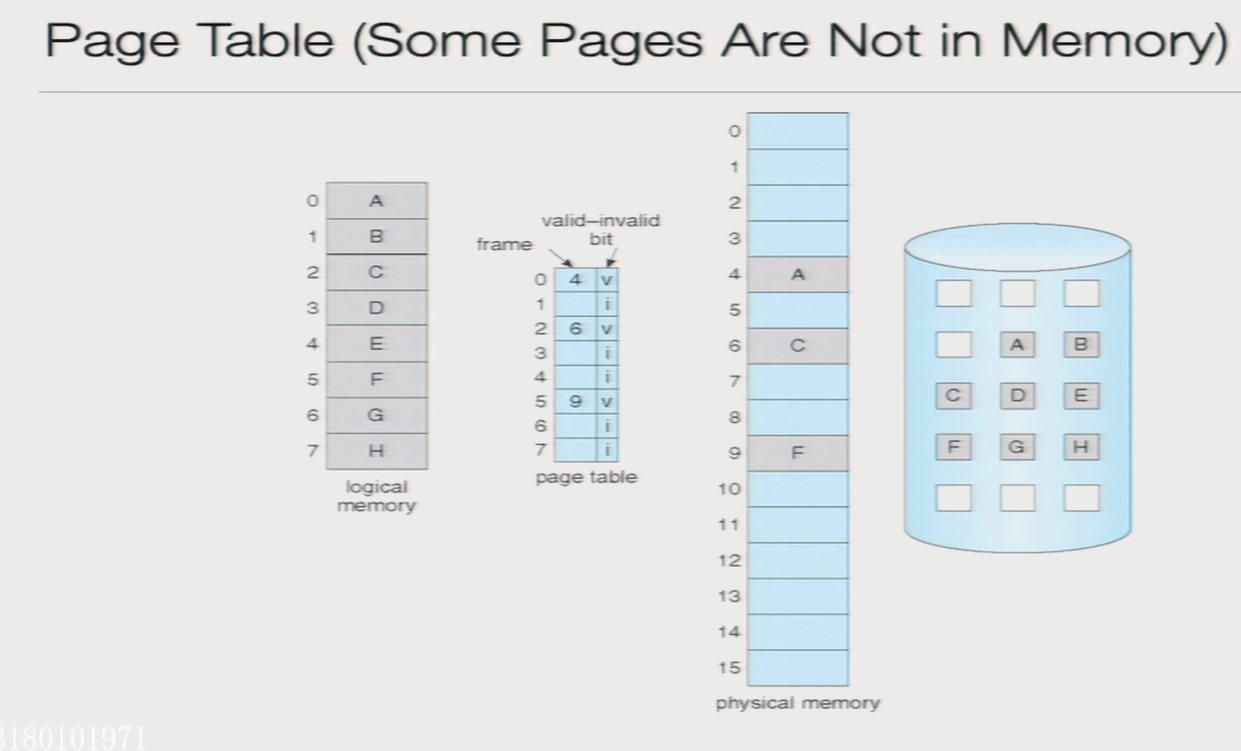 Page Table (Some Pages Are Not in Memory)
0 A
1 B
2 C
3 D
4 E
5 F
6 G
7 H
logical
memory
valid–invalid
bit
frame
0 4 v
1 i
2 6 v
3 i
4 i
5 9 v
6 i
7 i
page table
0
1
2
3
4 A
5
6 C
7
8
9 F
10
11
12
13
14
15
physical memory
A B
C D E
F G H
3180101971